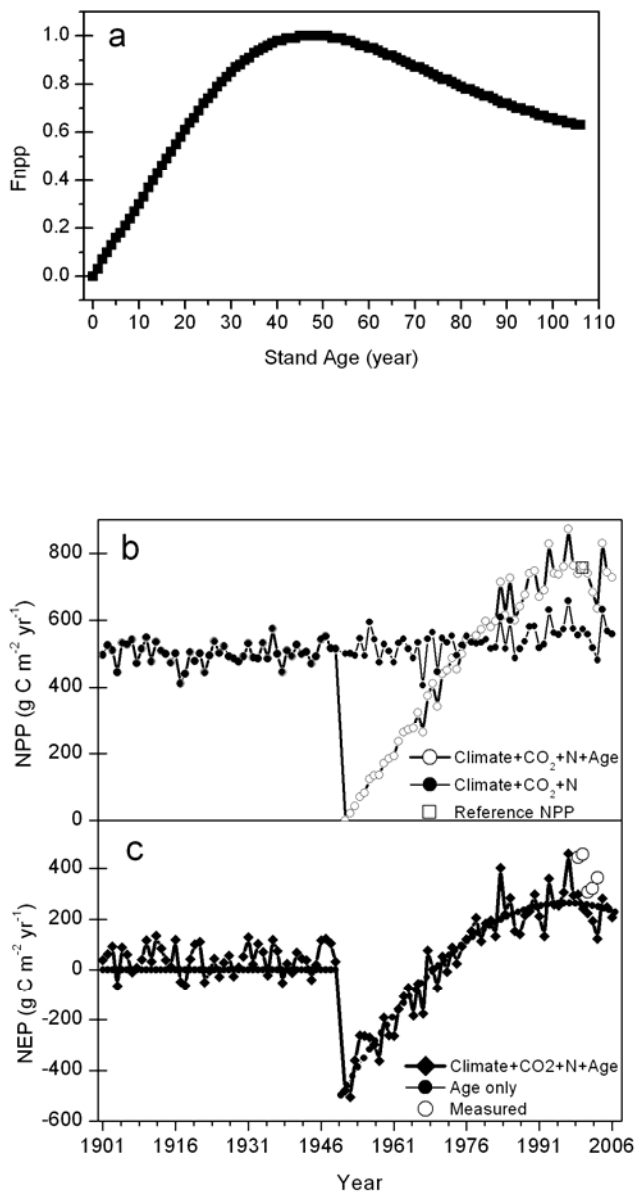 a
1.0
0.8
0.6
0.4
0.2
0.0
Fnpp
0 10 20 30 40 50 60 70 80 90 100 110
Stand Age (year)
b
800
600
400
200
0
NPP (g C m⁻² yr⁻¹)
Climate+CO₂+N+Age
Climate+CO₂+N
Reference NPP
c
400
200
0
-200
-400
-600
NEP (g C m⁻² yr⁻¹)
Climate+CO2+N+Age
Age only
Measured
1901 1916 1931 1946 1961 1976 1991 2006
Year